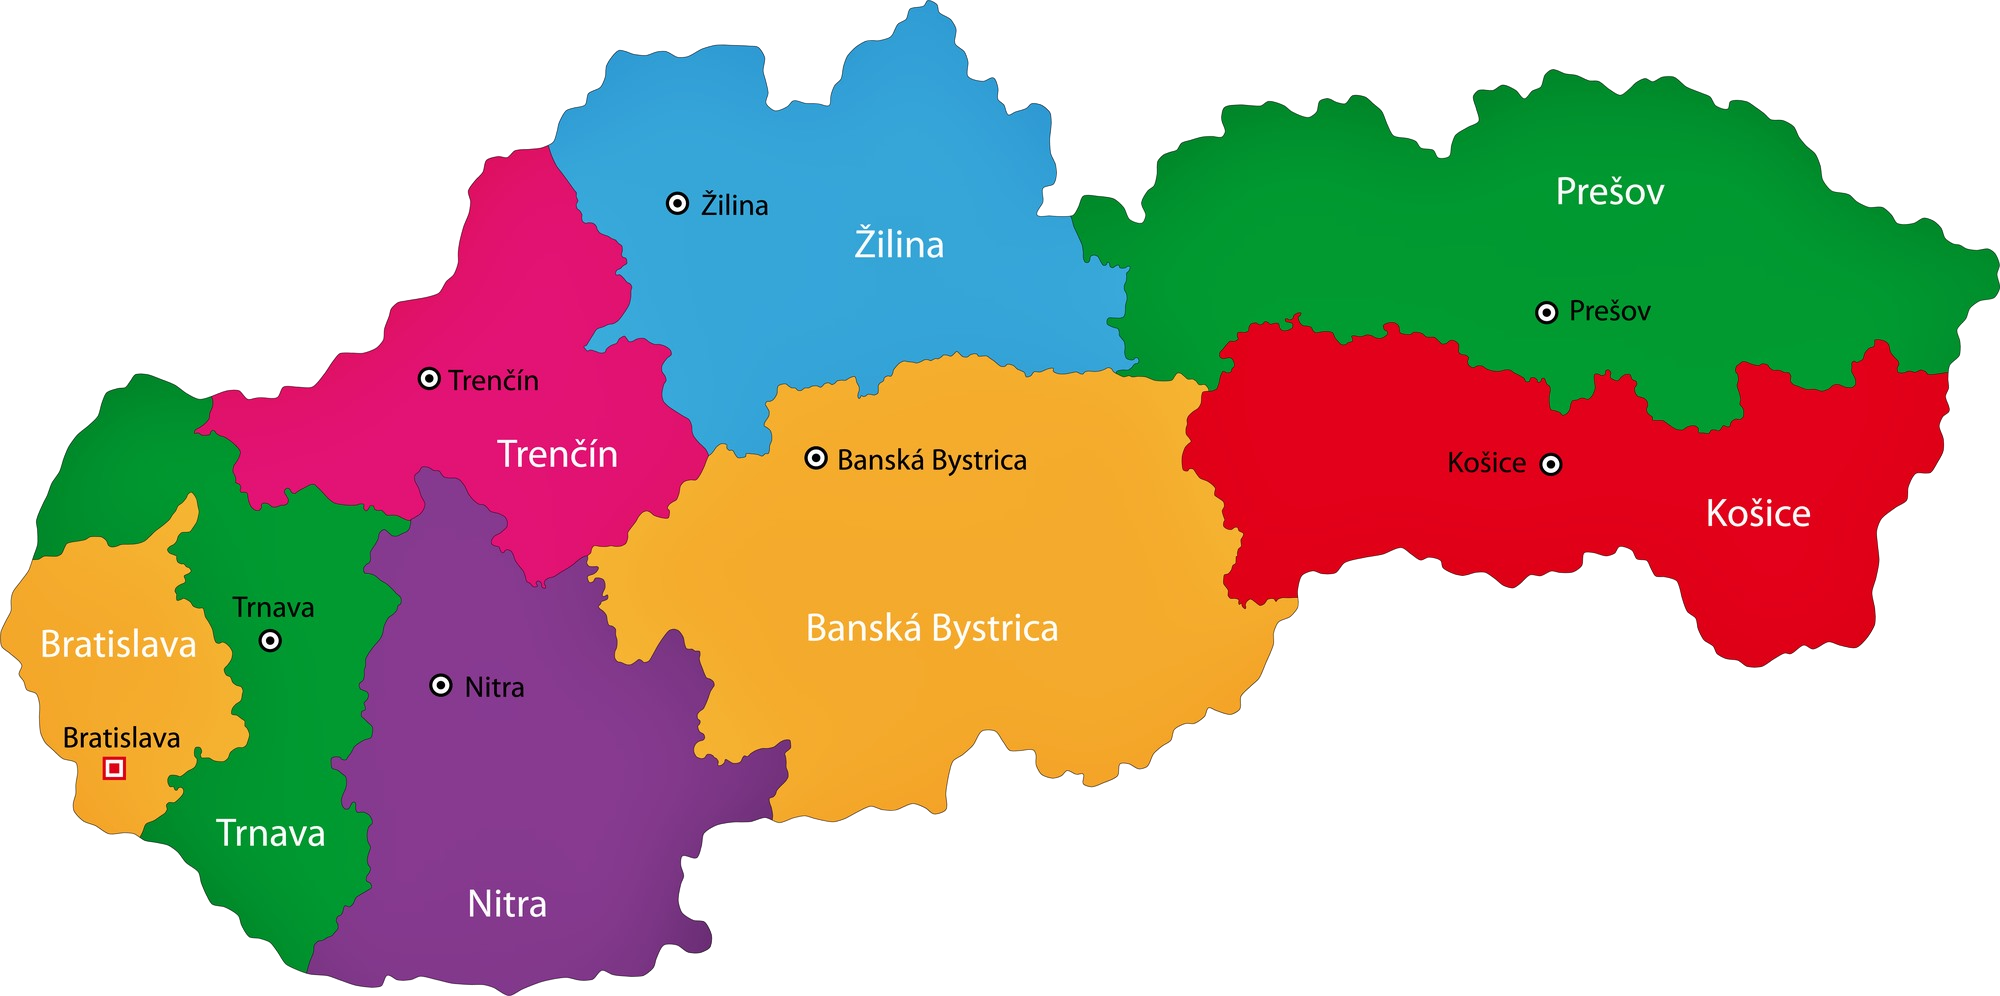 Prešov
Žilina
Žilina
Prešov
Trenčín
Trenčín
Banská Bystrica
Košice
Košice
Trnava
Banská Bystrica
Bratislava
Nitra
Bratislava
Trnava
Nitra